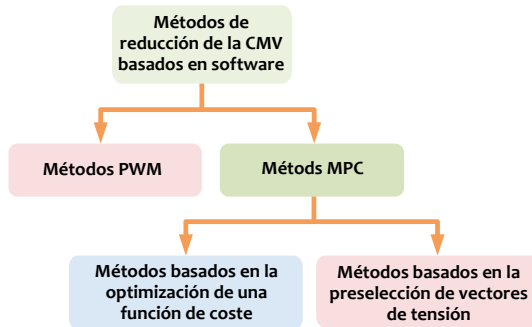 Métodos de
reducción de la CMV
basados en software
Métodos PWM
Métods MPC
Métodos basados en la
optimización de una
función de coste
Métodos basados en la
preselección de vectores
de tensión